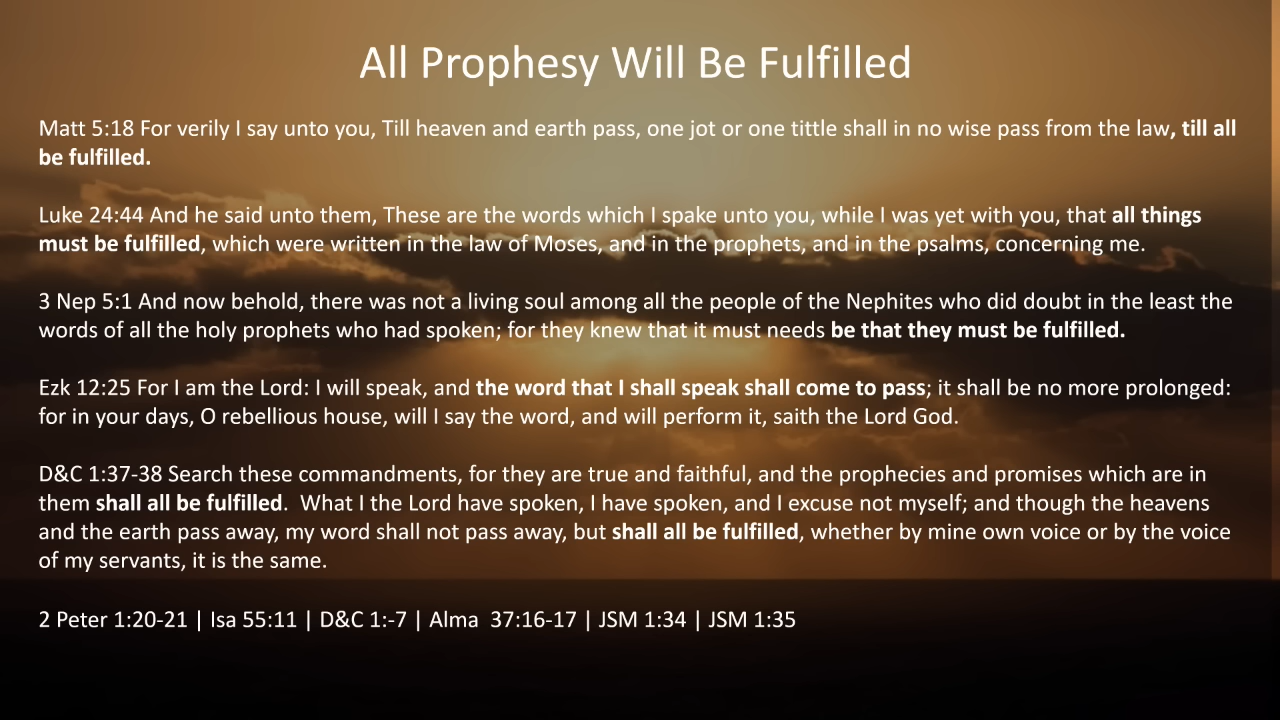 All Prophesy Will Be Fulfilled
Matt 5:18 For verily I say unto you, Till heaven and earth pass, one jot or one tittle shall in no wise pass from the law, till all
be fulfilled.
Luke 24:44 And he said unto them, These are the words which I spake unto you, while I was yet with you, that all things
must be fulfilled, which were written in the law of Moses, and in the prophets, and in the psalms, concerning me.
3 Nep 5:1 And now behold, there was not a living soul among all the people of the Nephites who did doubt in the least the
words of all the holy prophets who had spoken; for they knew that it must needs be that they must be fulfilled.
Ezk 12:25 For I am the Lord: I will speak, and the word that I shall speak shall come to pass; it shall be no more prolonged:
for in your days, O rebellious house, will I say the word, and will perform it, saith the Lord God.
D&C 1:37-38 Search these commandments, for they are true and faithful, and the prophecies and promises which are in
them shall all be fulfilled.  What I the Lord have spoken, I have spoken, and I excuse not myself; and though the heavens
and the earth pass away, my word shall not pass away, but shall all be fulfilled, whether by mine own voice or by the voice
of my servants, it is the same.
2 Peter 1:20-21 | Isa 55:11 | D&C 1:-7 | Alma  37:16-17 | JSM 1:34 | JSM 1:35